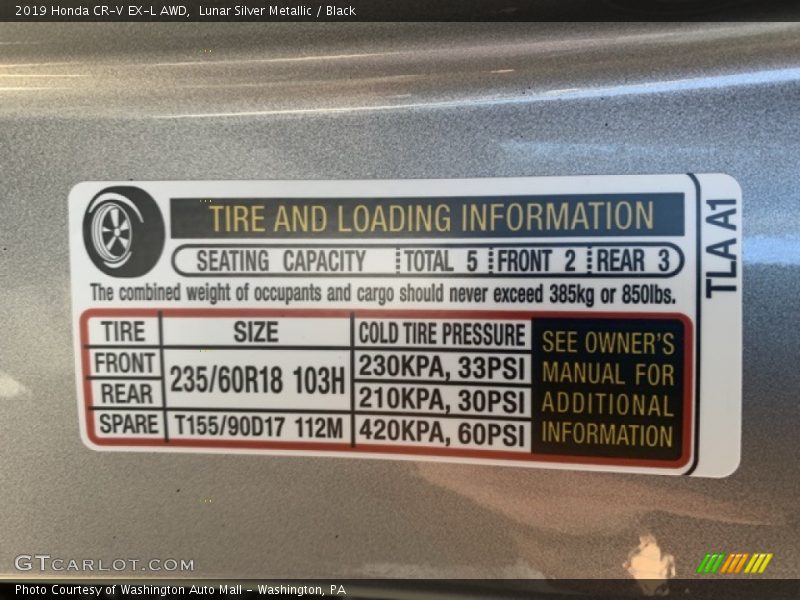 2019 Honda CR-V EX-L AWD, Lunar Silver Metallic / Black
TIRE AND LOADING INFORMATION
SEATING CAPACITY TOTAL 5 FRONT 2 REAR 3
The combined weight of occupants and cargo should never exceed 385kg or 850lbs.
TIRE SIZE COLD TIRE PRESSURE
FRONT 235/60R18 103H 230KPA, 33PSI
REAR 210KPA, 30PSI
SPARE T155/90D17 112M 420KPA, 60PSI
SEE OWNER'S
MANUAL FOR
ADDITIONAL
INFORMATION
TLA A1
GTCARLOT.COM
Photo Courtesy of Washington Auto Mall - Washington, PA